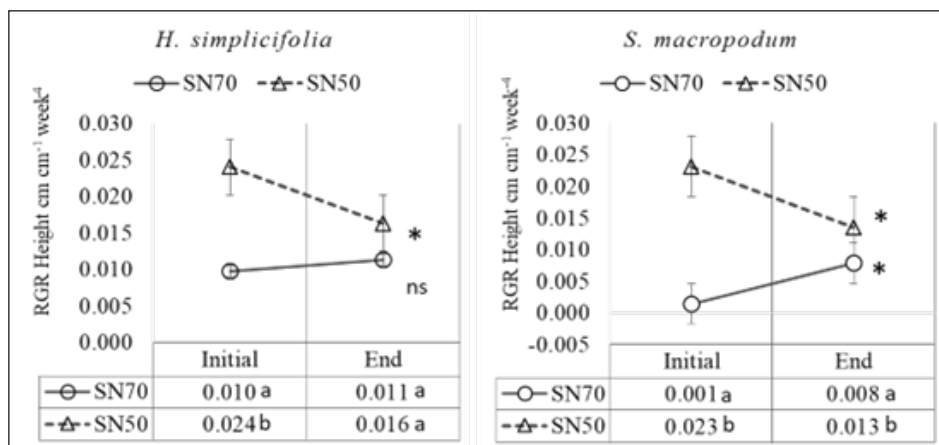 H. simplicifolia
SN70 SN50
RGR Height cm cm⁻¹ week⁻¹
0.030
0.025
0.020
0.015
0.010
0.005
0.000
*
ns
Initial End
SN70 0.010 a 0.011 a
SN50 0.024 b 0.016 a
S. macropodum
SN70 SN50
RGR Height cm cm⁻¹ week⁻¹
0.030
0.025
0.020
0.015
0.010
0.005
0.000
-0.005
*
*
Initial End
SN70 0.001 a 0.008 a
SN50 0.023 b 0.013 b